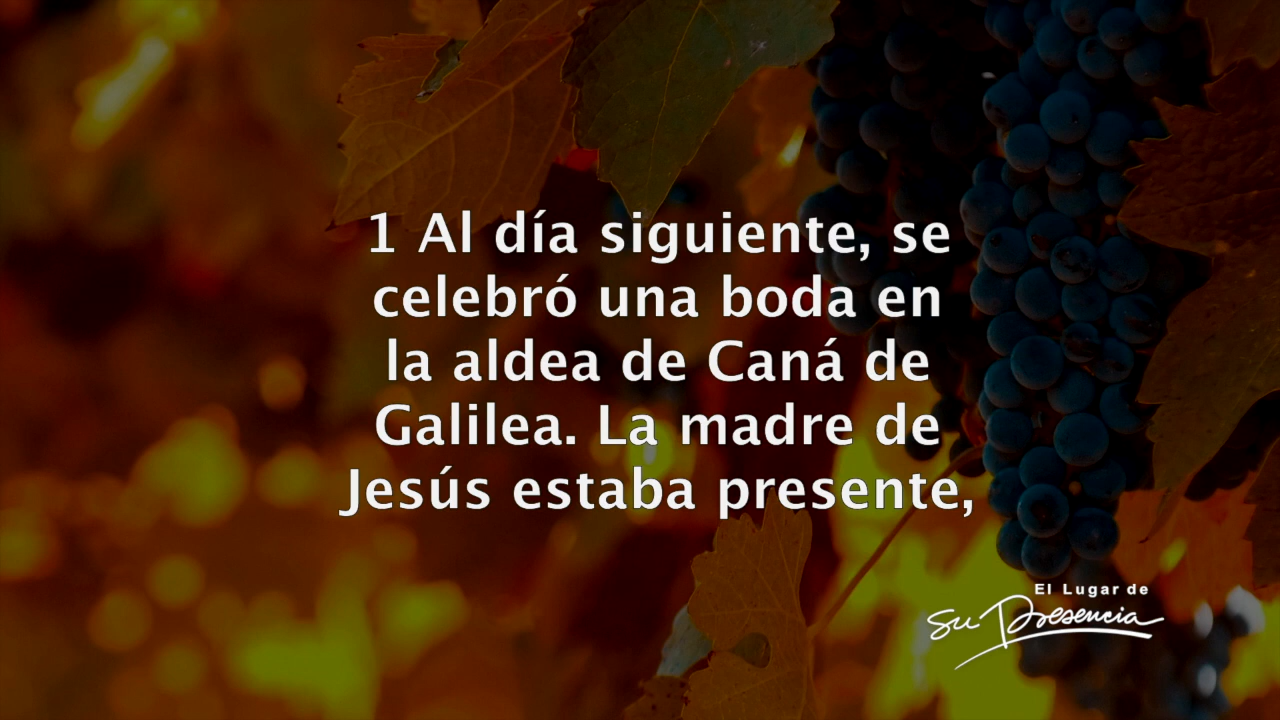 1 Al día siguiente, se
celebró una boda en
la aldea de Caná de
Galilea. La madre de
Jesús estaba presente,
El Lugar de
Su Presencia